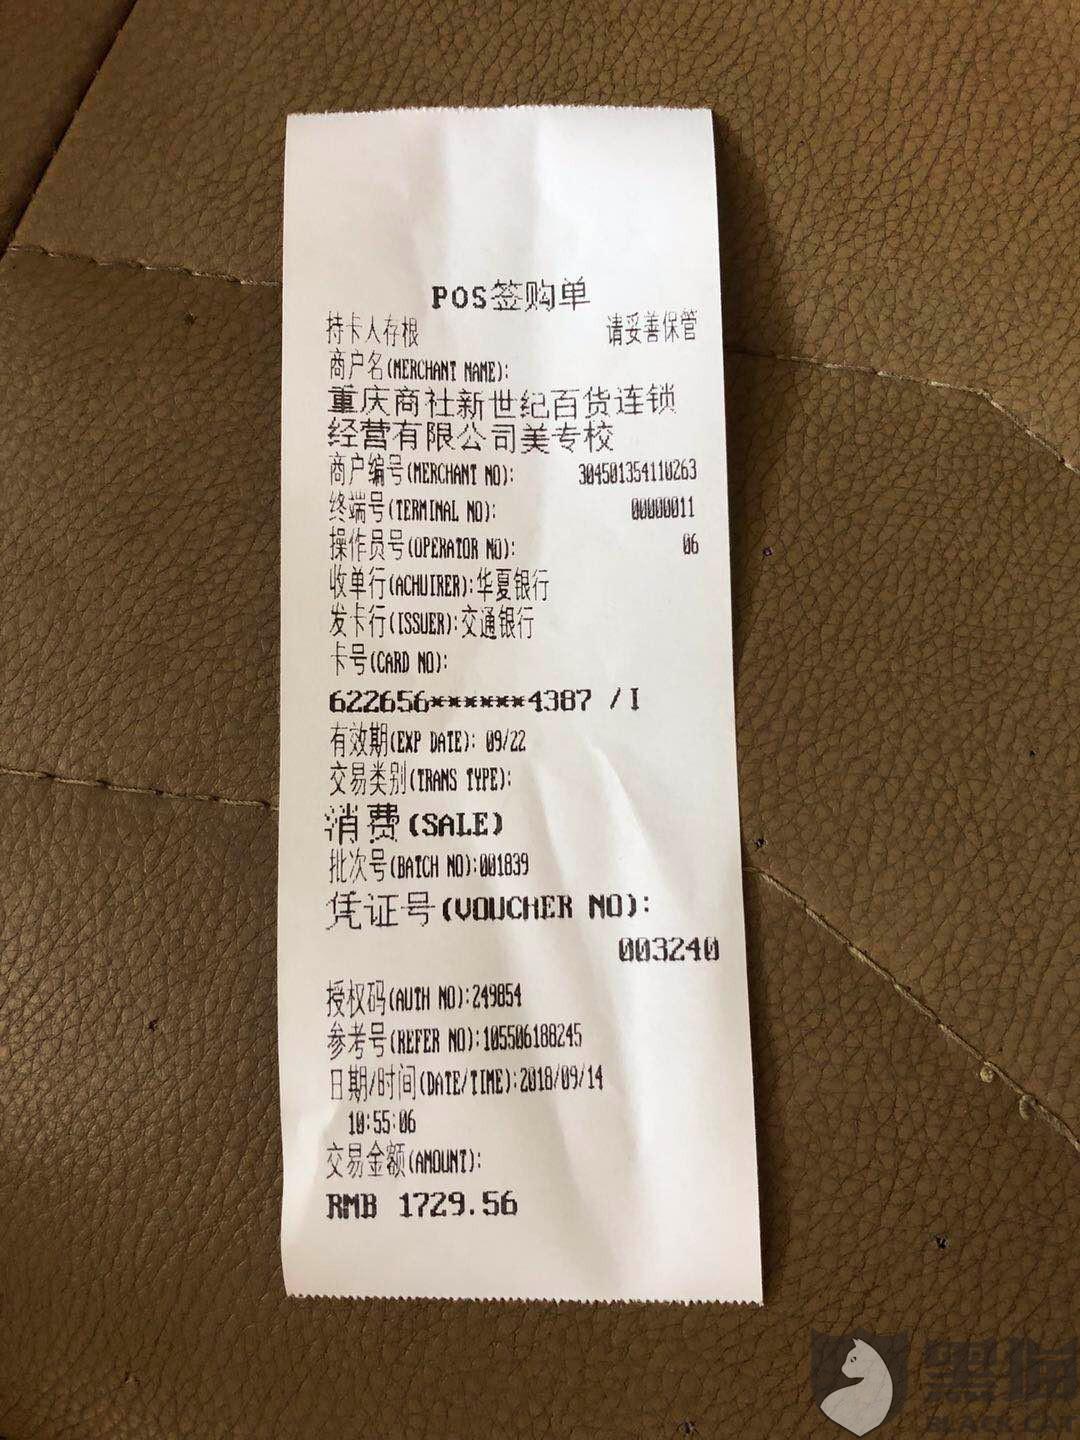 POS签购单
持卡人存根 请妥善保管
商户名(MERCHANT NAME):
重庆商社新世纪百货连锁
经营有限公司美专校
商户编号(MERCHANT NO): 304501354110263
终端号(TERMINAL NO): 00000011
操作员号(OPERATOR NO): 06
收单行(ACHUIRER):华夏银行
发卡行(ISSUER):交通银行
卡号(CARD NO):
622656******4387 /I
有效期(EXP DATE): 09/22
交易类别(TRANS TYPE):
消费(SALE)
批次号(BATCH NO):001839
凭证号(VOUCHER NO):
003240
授权码(AUTH NO):249854
参考号(REFER NO):105506188245
日期/时间(DATE/TIME):2018/09/14
10:55:06
交易金额(AMOUNT):
RMB 1729.56
黑猫
BLACK CAT